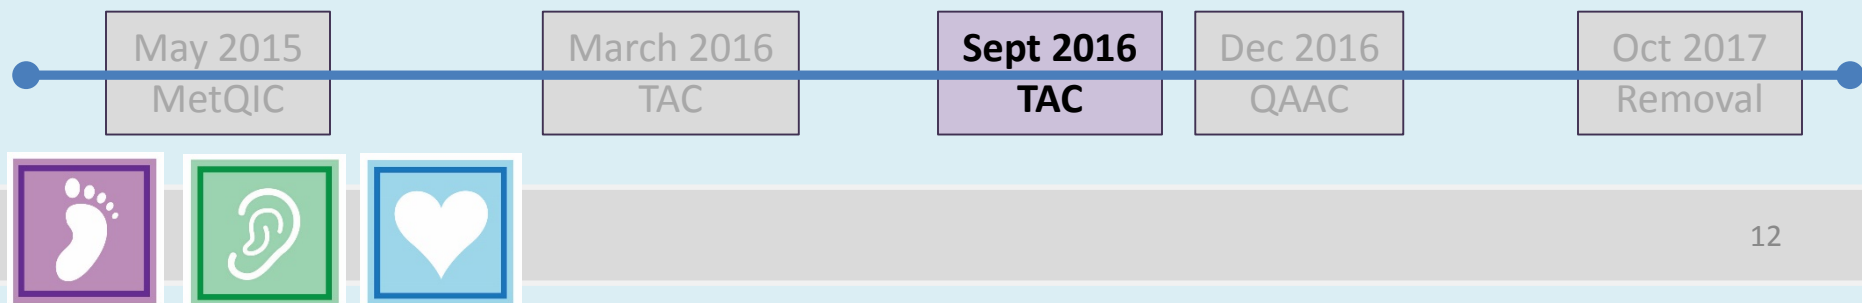 May 2015
MetQIC
March 2016
TAC
Sept 2016
TAC
Dec 2016
QAAC
Oct 2017
Removal
12